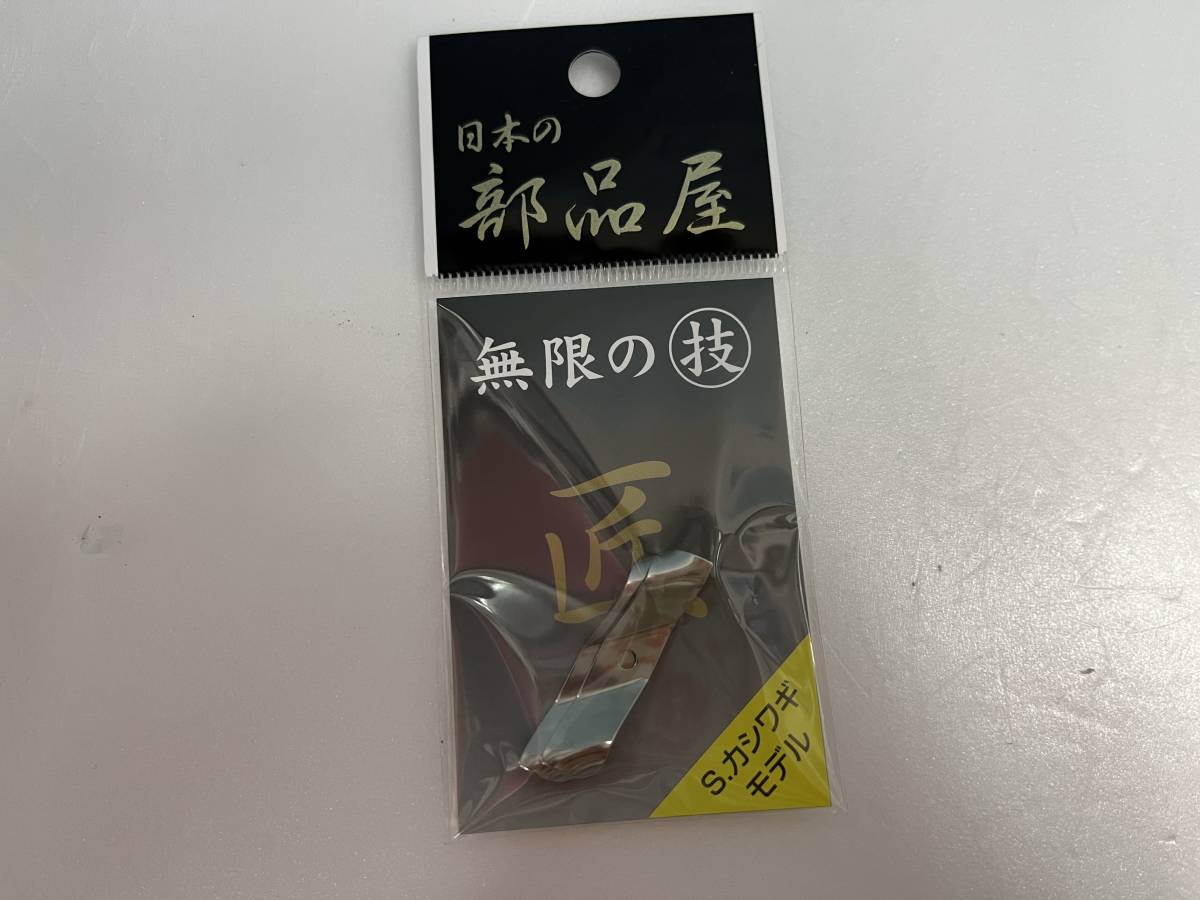 日本の
部品屋
無限の技
匠
S.カシワギ
モデル